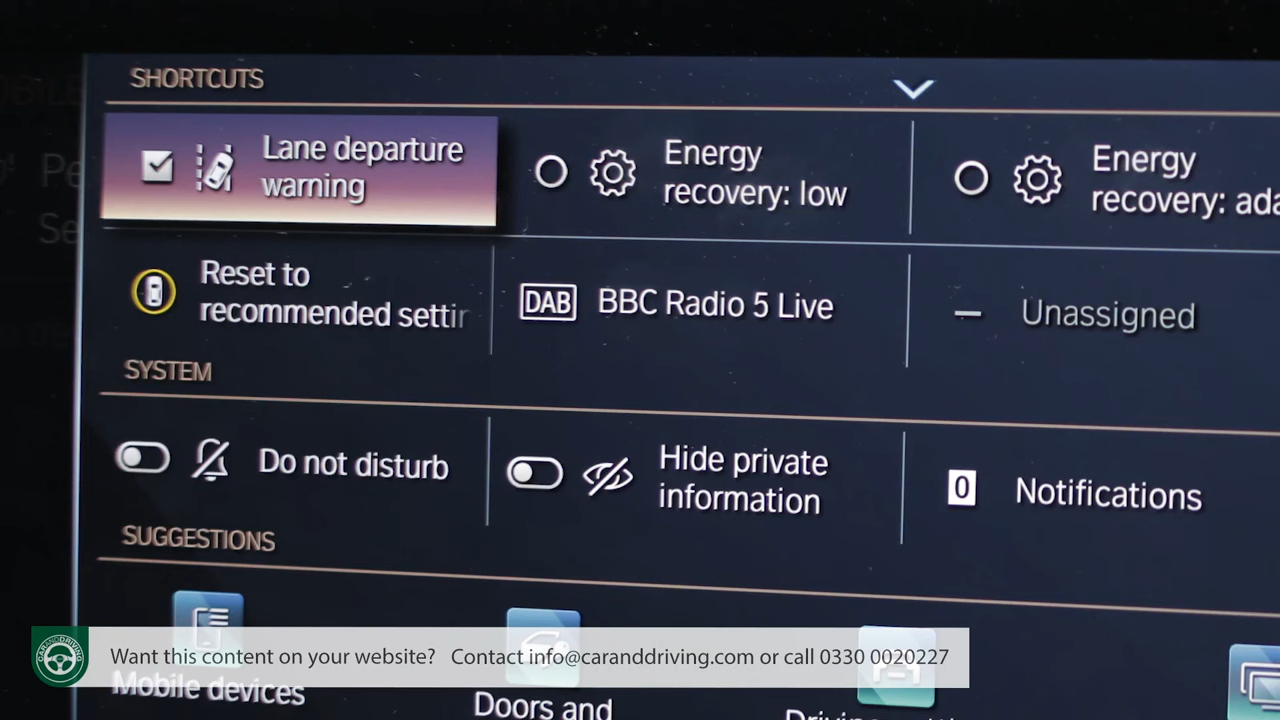 SHORTCUTS
Lane departure
warning
Energy
recovery: low
Energy
recovery: ada
Reset to
recommended settin
DAB
BBC Radio 5 Live
Unassigned
SYSTEM
Do not disturb
Hide private
information
0
Notifications
SUGGESTIONS
CARANDDRIVING
Want this content on your website? Contact info@caranddriving.com or call 0330 0020227
Mobile devices
Doors and